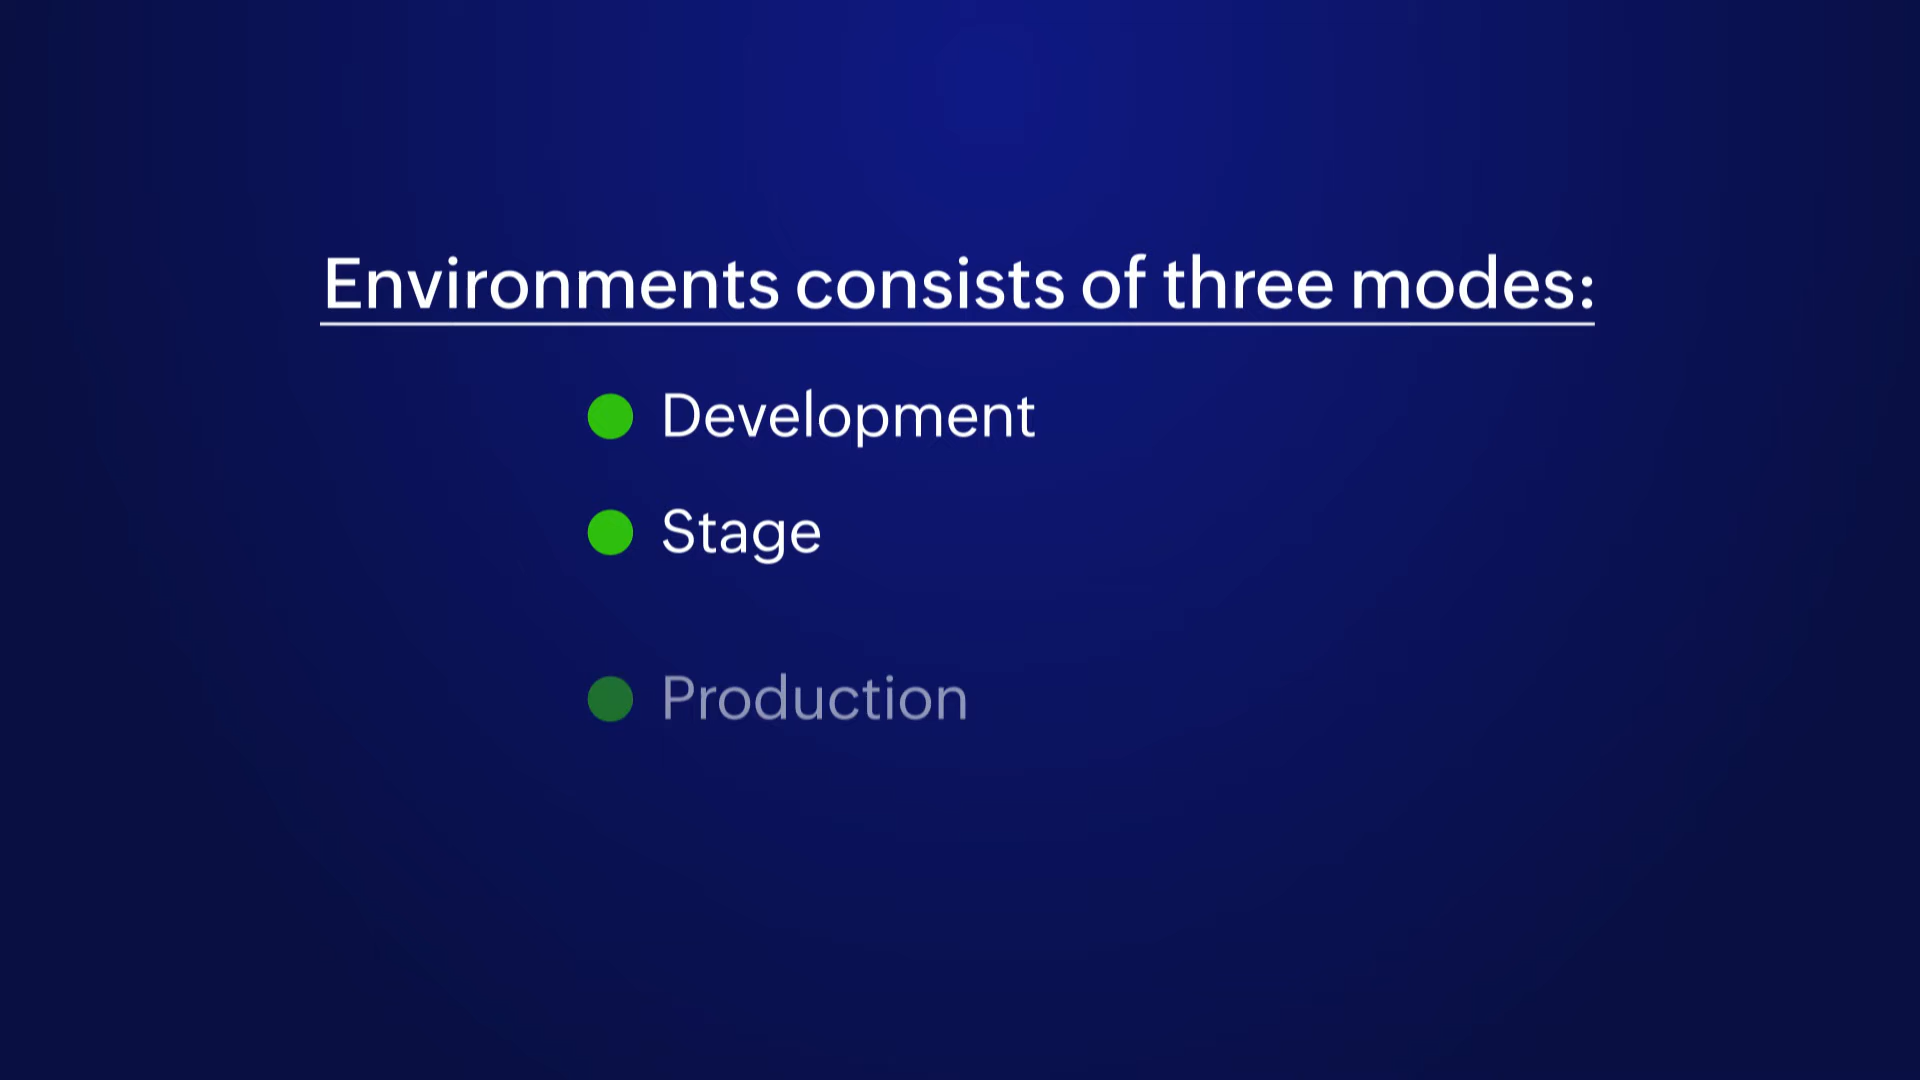 Environments consists of three modes:
Development
Stage
Production